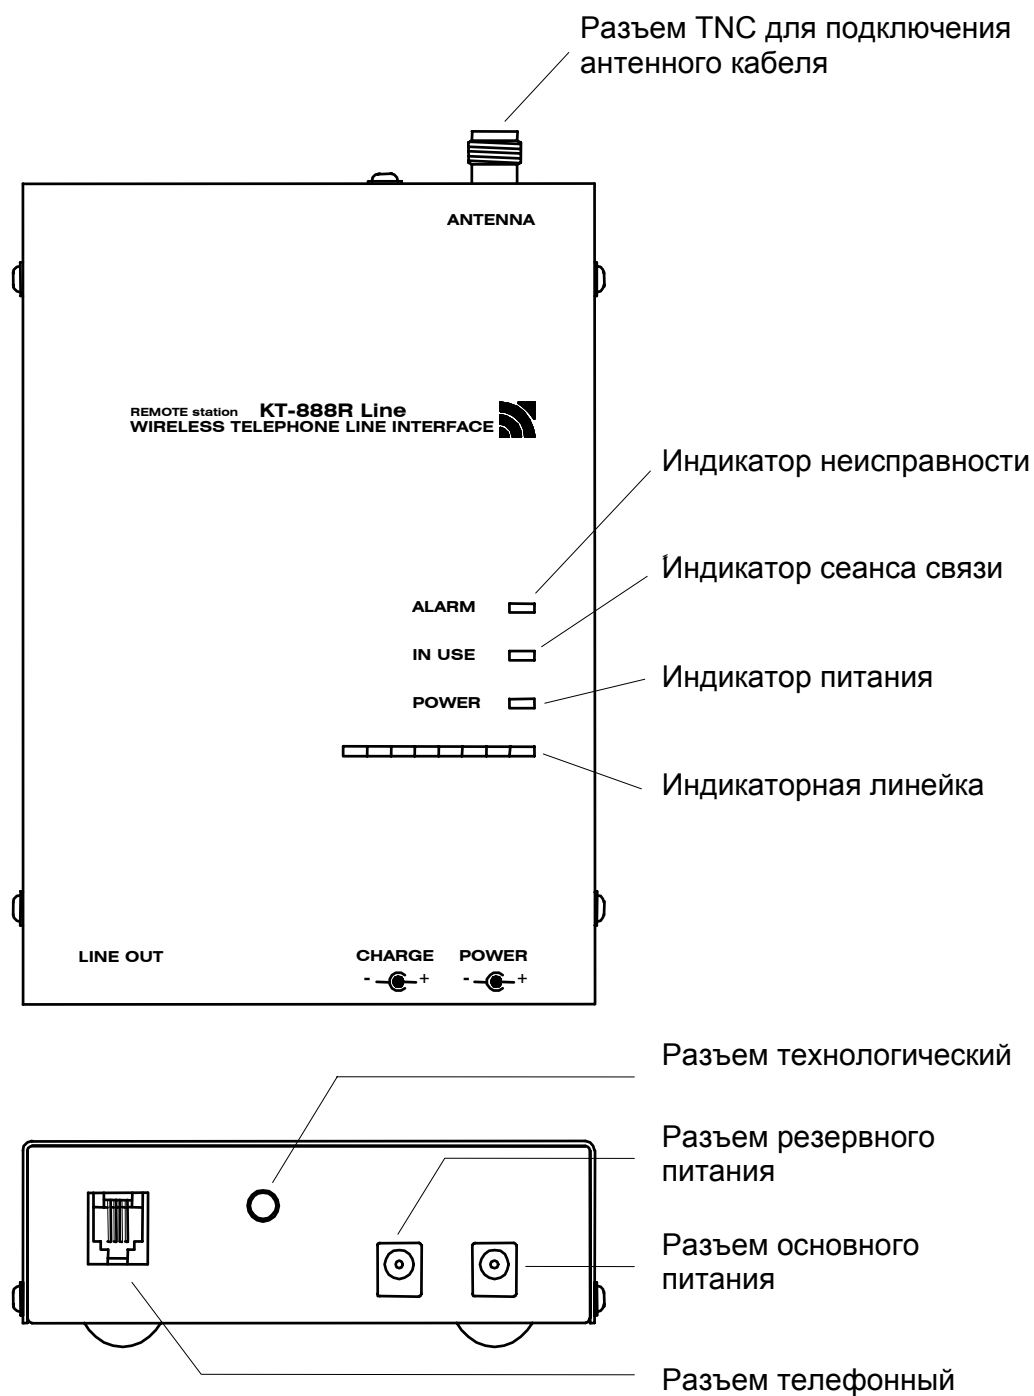 Разъем TNC для подключения
антенного кабеля
ANTENNA
REMOTE station KT-888R Line
WIRELESS TELEPHONE LINE INTERFACE
Индикатор неисправности
Индикатор сеанса связи
ALARM
IN USE
Индикатор питания
POWER
Индикаторная линейка
LINE OUT
CHARGE POWER
- + - +
Разъем технологический
Разъем резервного
питания
Разъем основного
питания
Разъем телефонный